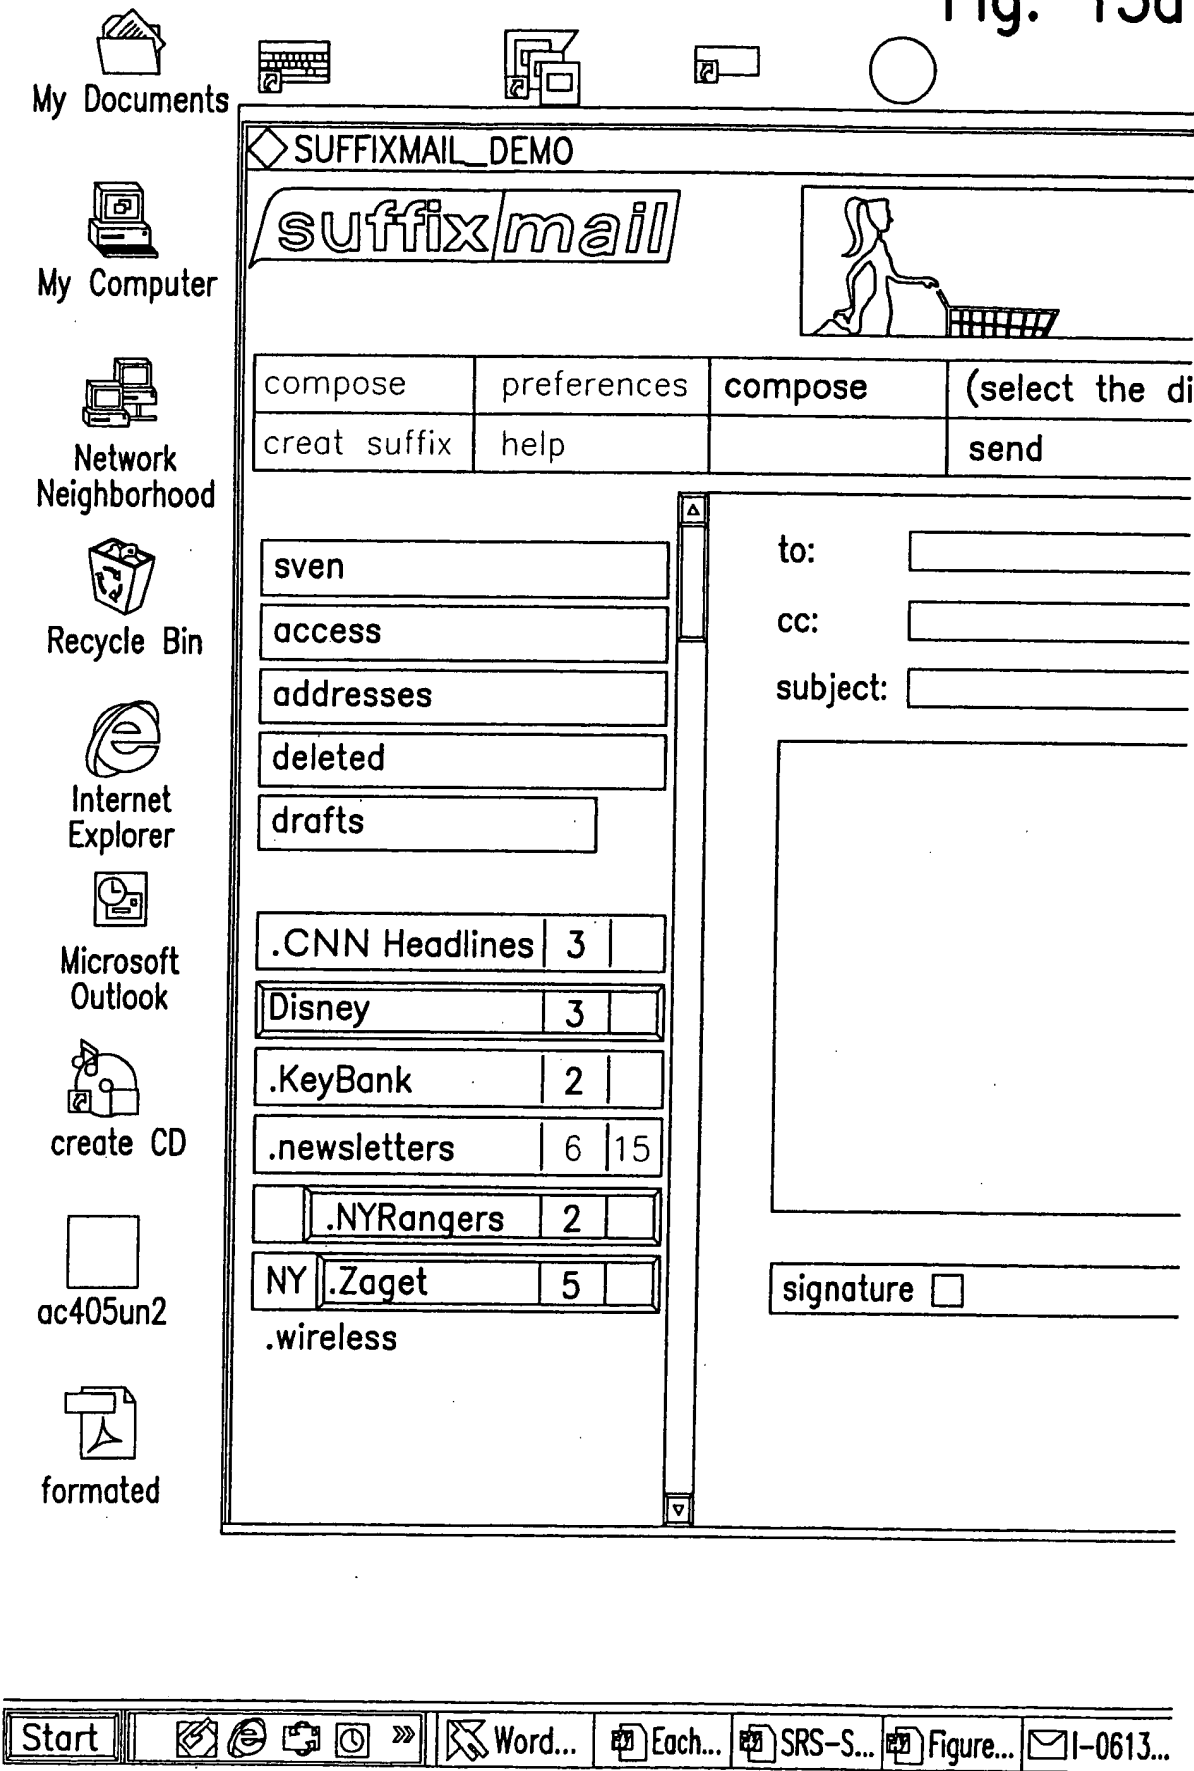 My Documents
My Computer
Network
Neighborhood
Recycle Bin
Internet
Explorer
Microsoft
Outlook
create CD
ac405un2
formated
SUFFIXMAIL_DEMO
suffix/mail
compose preferences compose (select the di
creat suffix help send
sven
access
addresses
deleted
drafts
.CNN Headlines 3
Disney 3
.KeyBank 2
.newsletters 6 15
.NYRangers 2
NY .Zaget 5
.wireless
to:
cc:
subject:
signature
Start Word... Each... SRS-S... Figure... I-0613...